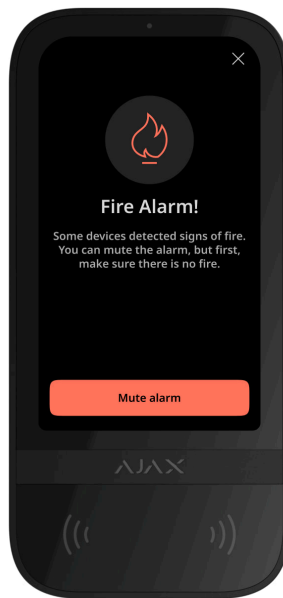 Fire Alarm!
Some devices detected signs of fire.
You can mute the alarm, but first,
make sure there is no fire.
Mute alarm
AJAX